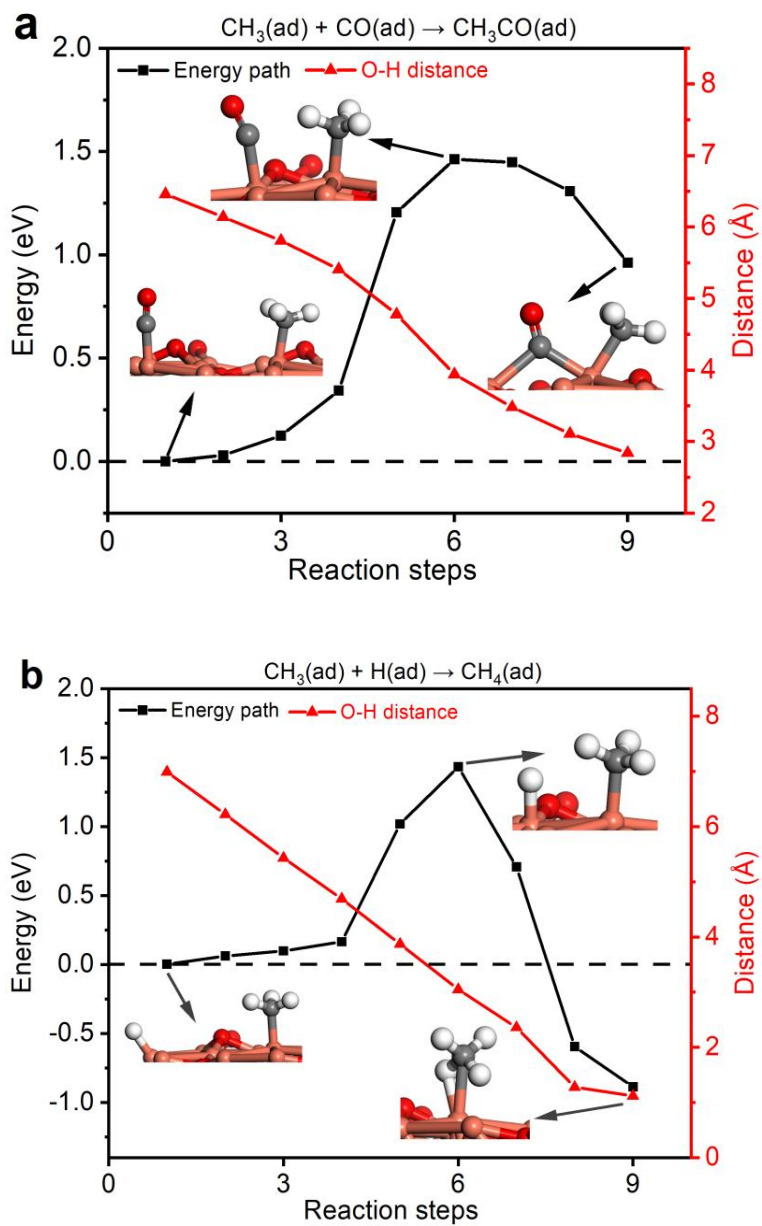 a
CH₃(ad) + CO(ad) → CH₃CO(ad)
Energy path O-H distance
2.0
1.5
1.0
0.5
0.0
Energy (eV)
8
7
6
5
4
3
2
Distance (Å)
0 3 6 9
Reaction steps
b
CH₃(ad) + H(ad) → CH₄(ad)
Energy path O-H distance
2.0
1.5
1.0
0.5
0.0
-0.5
-1.0
Energy (eV)
8
6
4
2
0
Distance (Å)
0 3 6 9
Reaction steps